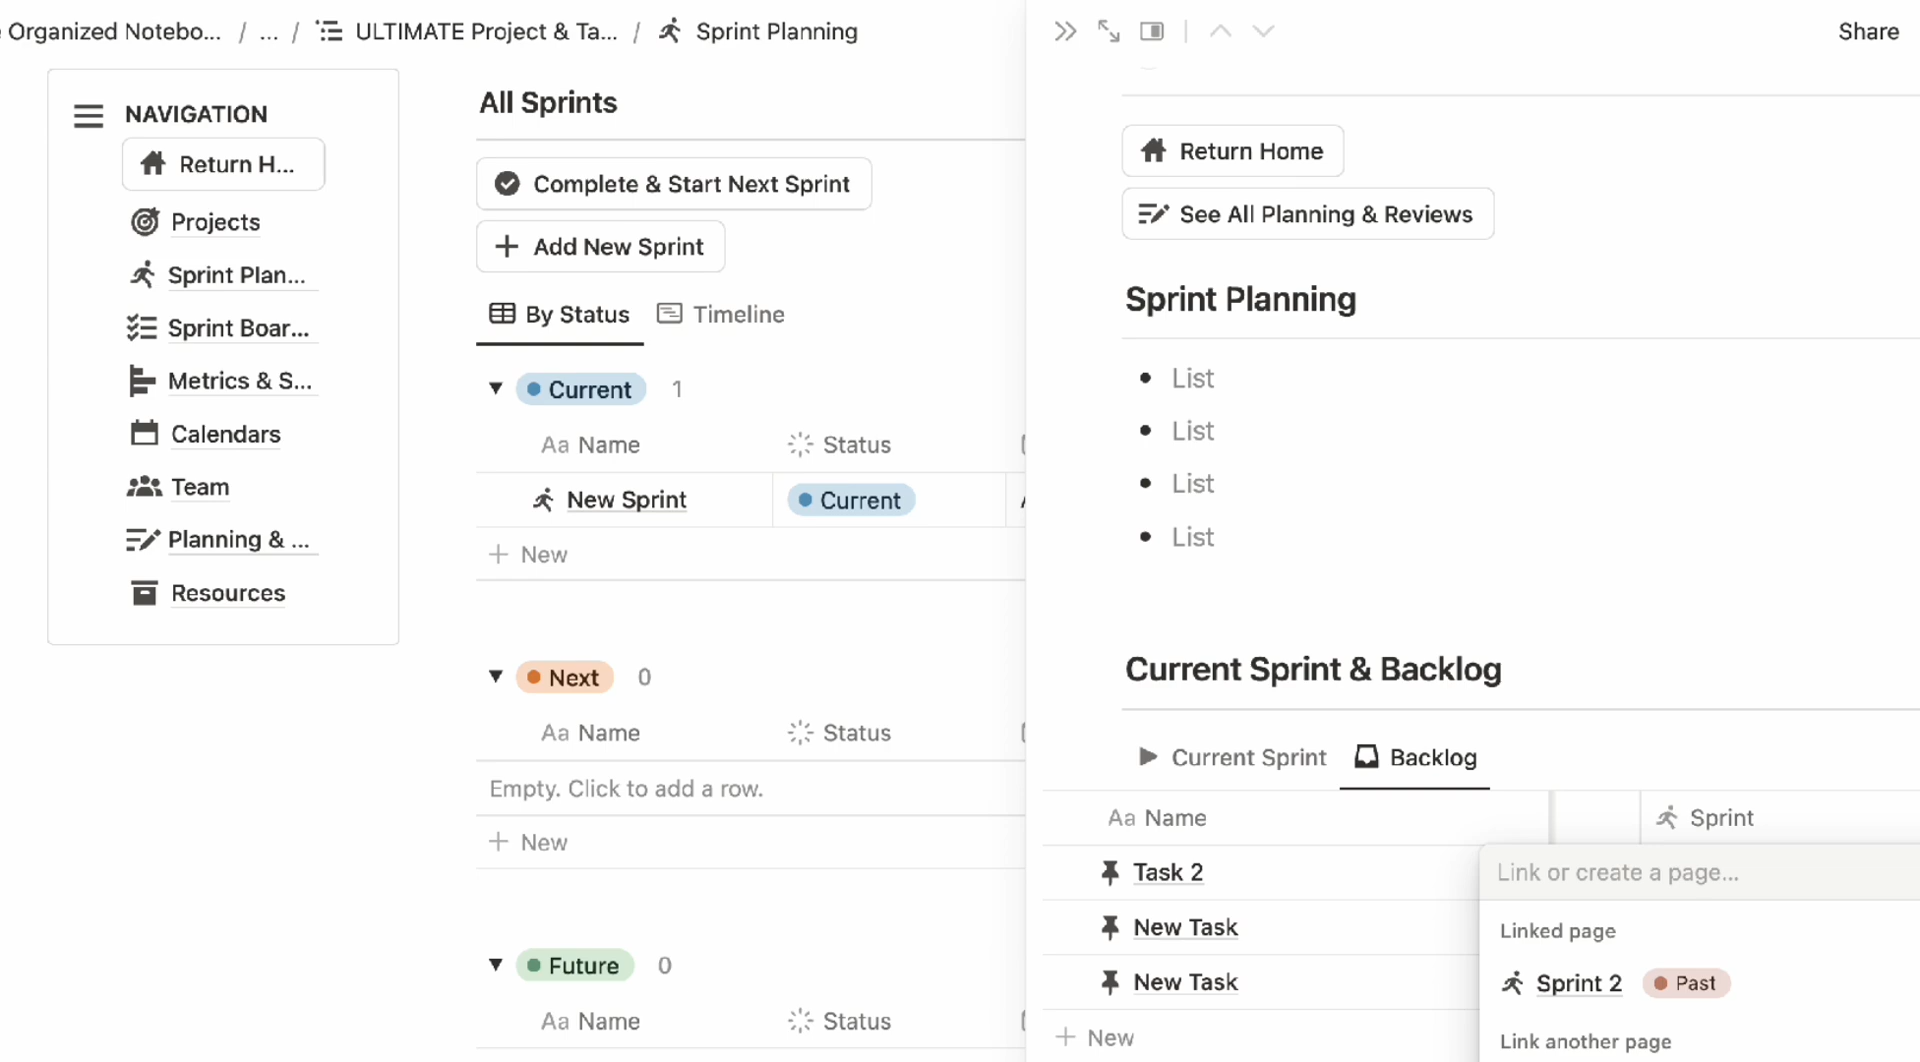 Organized Notebo... / ... / ULTIMATE Project & Ta... / Sprint Planning
NAVIGATION
Return H...
Projects
Sprint Plan...
Sprint Boar...
Metrics & S...
Calendars
Team
Planning & ...
Resources
All Sprints
Complete & Start Next Sprint
Add New Sprint
By Status Timeline
Current 1
Aa Name Status
New Sprint Current
+ New
Next 0
Aa Name Status
Empty. Click to add a row.
+ New
Future 0
Aa Name Status
Share
Return Home
See All Planning & Reviews
Sprint Planning
• List
• List
• List
• List
Current Sprint & Backlog
Current Sprint Backlog
Aa Name Sprint
Task 2
New Task
New Task
+ New
Link or create a page...
Linked page
Sprint 2 Past
Link another page